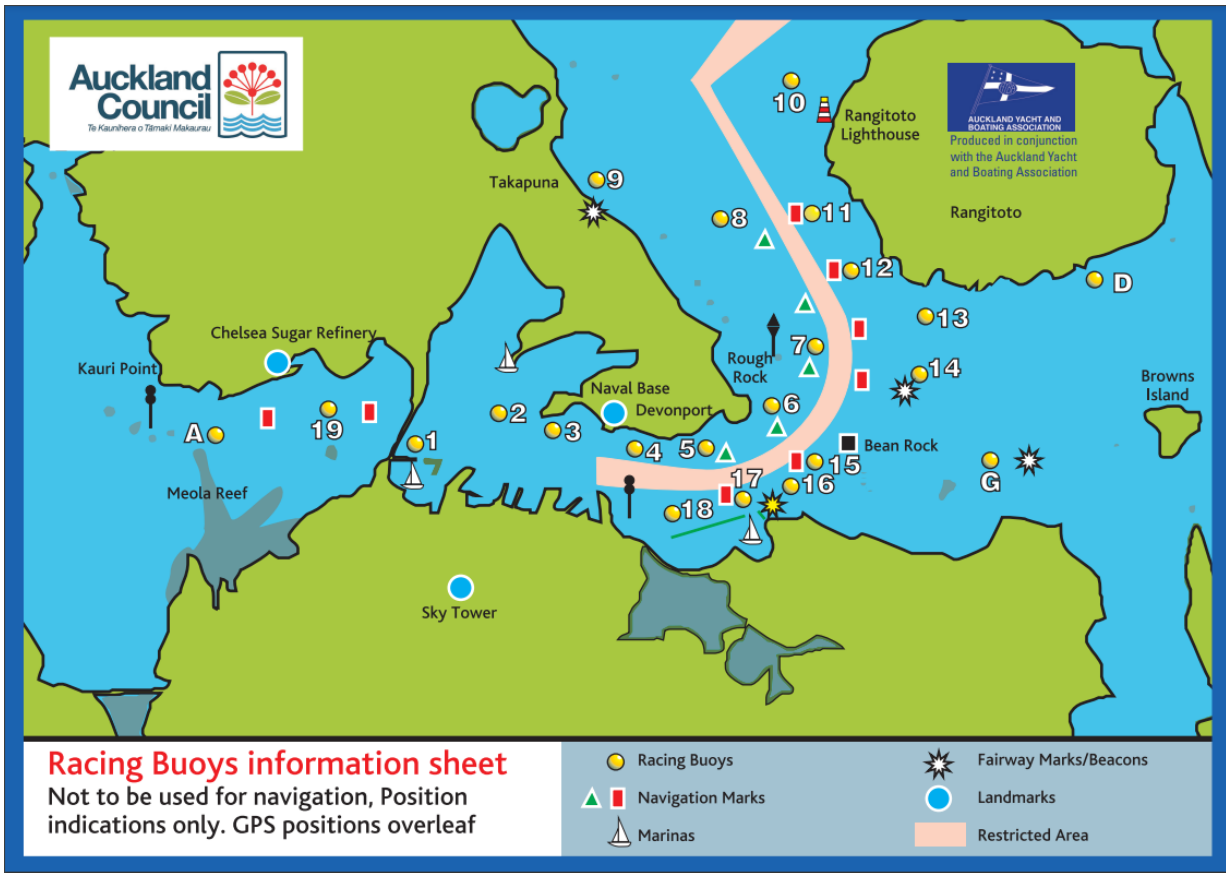 Auckland
Council
Te Kaunihera o Tāmaki Makaurau
10
Rangitoto
Lighthouse
AUCKLAND YACHT AND
BOATING ASSOCIATION
Produced in conjunction
with the Auckland Yacht
and Boating Association
Takapuna
9
8
11
Rangitoto
12
D
13
Chelsea Sugar Refinery
Kauri Point
7
Rough
Rock
14
Browns
Island
Naval Base
Devonport
A
19
1
2
3
4
5
6
Bean Rock
15
G
Meola Reef
17
16
18
Sky Tower
Racing Buoys information sheet
Not to be used for navigation, Position
indications only. GPS positions overleaf
Racing Buoys
Navigation Marks
Marinas
Fairway Marks/Beacons
Landmarks
Restricted Area